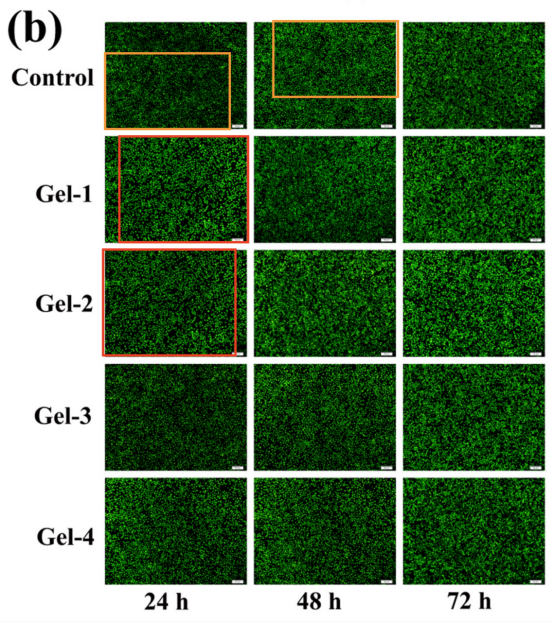 (b)
Control
Gel-1
Gel-2
Gel-3
Gel-4
24 h
48 h
72 h